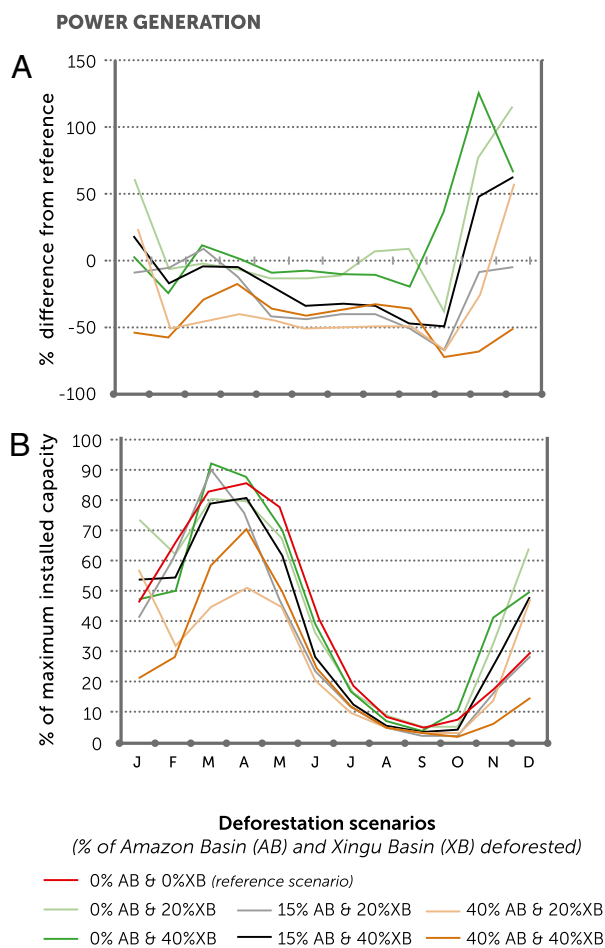 POWER GENERATION
A
% difference from reference
150
100
50
0
-50
-100
B
% of maximum installed capacity
100
90
80
70
60
50
40
30
20
10
0
J F M A M J J A S O N D
Deforestation scenarios
(% of Amazon Basin (AB) and Xingu Basin (XB) deforested)
0% AB & 0%XB (reference scenario)
0% AB & 20%XB 15% AB & 20%XB 40% AB & 20%XB
0% AB & 40%XB 15% AB & 40%XB 40% AB & 40%XB